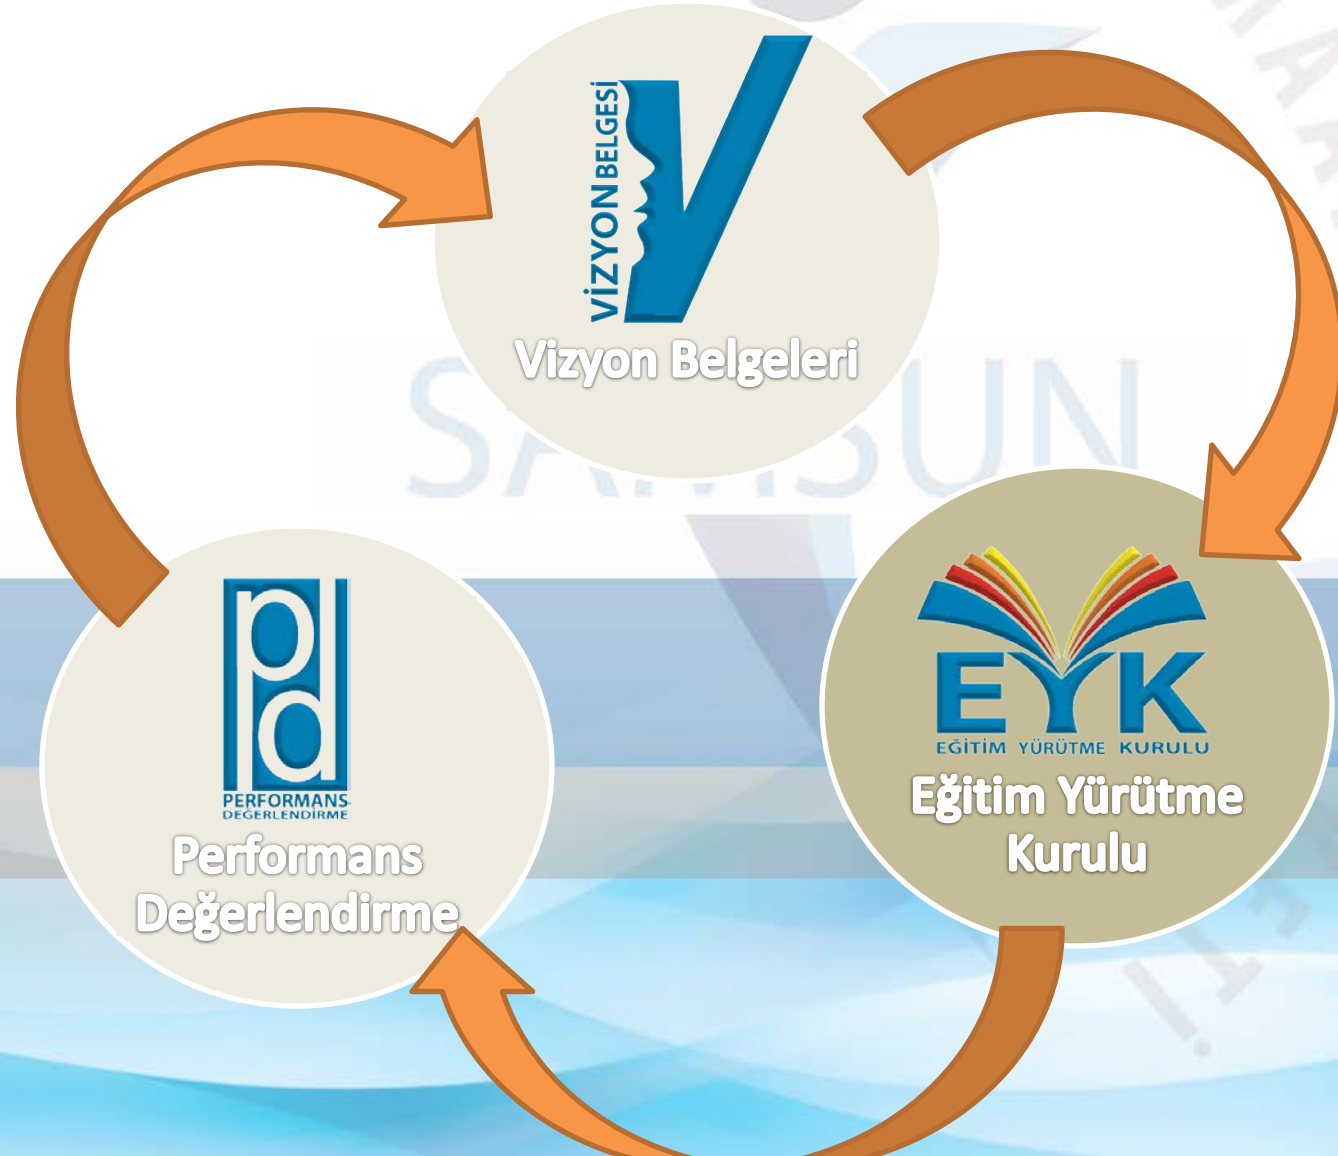 VİZYON BELGESİ
Vizyon Belgeleri
SAMSUN
EYK
EĞİTİM YÜRÜTME KURULU
Eğitim Yürütme
Kurulu
pd
PERFORMANS
DEĞERLENDİRME
Performans
Değerlendirme